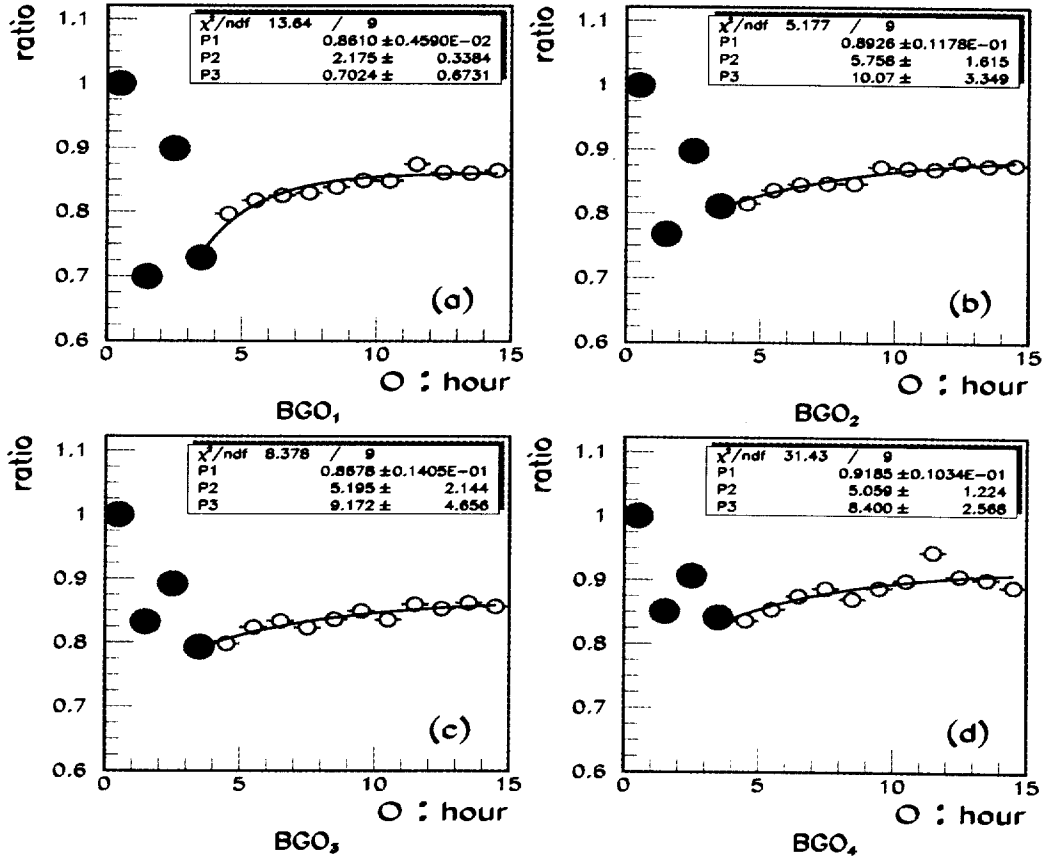 ratio
χ²/ndf 13.64 / 9
P1 0.8610 ±0.4590E-02
P2 2.175 ± 0.3384
P3 0.7024 ± 0.6731
1.1
1
0.9
0.8
0.7
0.6
(a)
0 5 10 15
O : hour
BGO₁
ratio
χ²/ndf 5.177 / 9
P1 0.8926 ±0.1178E-01
P2 5.756 ± 1.615
P3 10.07 ± 3.349
1.1
1
0.9
0.8
0.7
0.6
(b)
0 5 10 15
O : hour
BGO₂
ratio
χ²/ndf 8.378 / 9
P1 0.8678 ±0.1405E-01
P2 5.195 ± 2.144
P3 9.172 ± 4.656
1.1
1
0.9
0.8
0.7
0.6
(c)
0 5 10 15
O : hour
BGO₃
ratio
χ²/ndf 31.43 / 9
P1 0.9185 ±0.1034E-01
P2 5.059 ± 1.224
P3 8.400 ± 2.566
1.1
1
0.9
0.8
0.7
0.6
(d)
0 5 10 15
O : hour
BGO₄